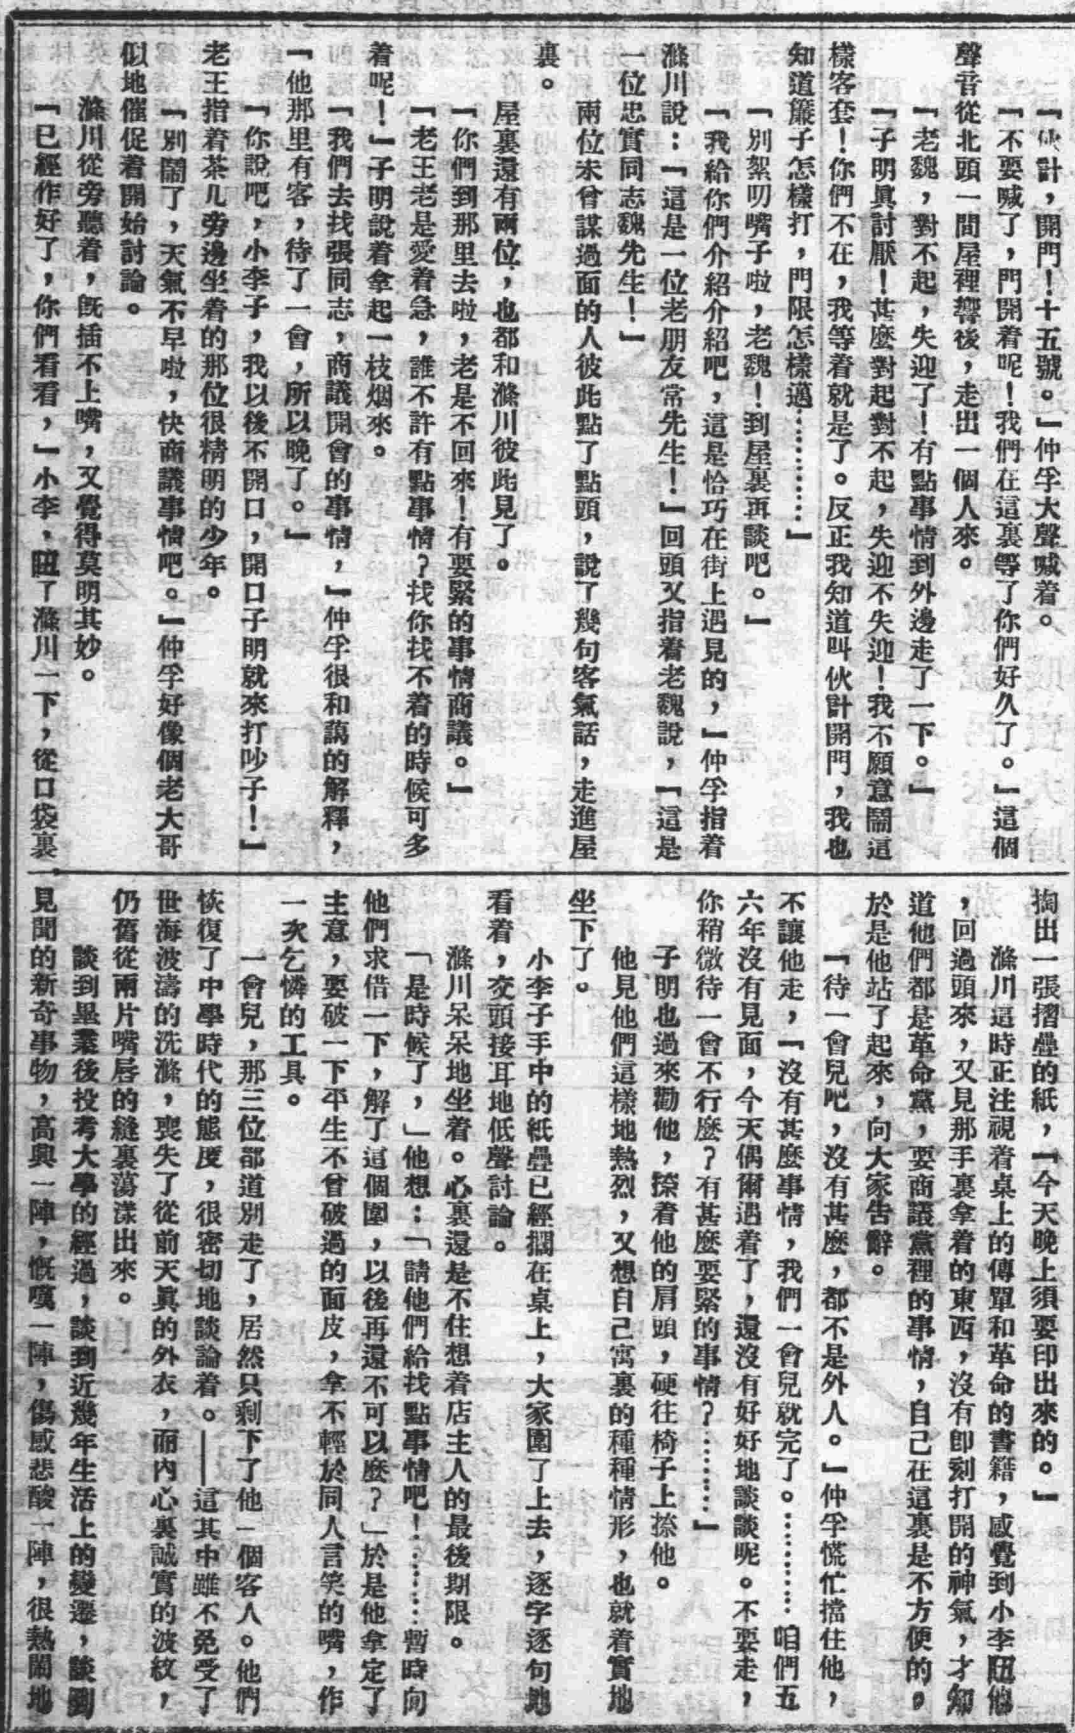 『伙計，開門！十五號。』仲孚大聲喊着。
『不要喊了，門開着呢！我們在這裏等了你們好久了。』這個
聲音從北頭一間屋裡響後，走出一個人來。
『老魏，對不起，失迎了！有點事情到外邊走了一下。』
『子明眞討厭！甚麼對起對不起，失迎不失迎！我不願意鬧這
樣客套！你們不在，我等着就是了。反正我知道叫伙計開門，我也
知道簾子怎樣打，門限怎樣邁…………』
『別絮叨嘴子啦，老魏！到屋裏再談吧。』
『我給你們介紹介紹吧，這是恰巧在街上遇見的，』仲孚指着
滌川說：『這是一位老朋友常先生！』回頭又指着老魏說，『這是
一位忠實同志魏先生！』
兩位未曾謀過面的人彼此點了點頭，說了幾句客氣話，走進屋
裏。
屋裏還有兩位，也都和滌川彼此見了。
『你們到那里去啦，老是不回來！有要緊的事情商議。』
『老王老是愛着急，誰不許有點事情？找你找不着的時候可多
着呢！』子明說着拿起一枝烟來。
『我們去找張同志，商議開會的事情，』仲孚很和藹的解釋，
『他那里有客，待了一會，所以晚了。』
『你說吧，小李子，我以後不開口，開口子明就來打吵子！』
老王指着茶几旁邊坐着的那位很精明的少年。
『別鬧了，天氣不早啦，快商議事情吧。』仲孚好像個老大哥
似地催促着開始討論。
滌川從旁聽着，旣插不上嘴，又覺得莫明其妙。
『已經作好了，你們看看，』小李，瞅了滌川一下，從口袋裏
掏出一張摺疊的紙，『今天晚上須要印出來的。』
滌川這時正注視着桌上的傳單和革命的書籍，感覺到小李瞅他
，回過頭來，又見那手裏拿着的東西，沒有卽刻打開的神氣，才知
道他們都是革命黨，要商議黨裡的事情，自己在這裏是不方便的，
於是他站了起來，向大家告辭。
『待一會兒吧，沒有甚麼，都不是外人。』仲孚慌忙擋住他，
不讓他走，『沒有甚麼事情，我們一會兒就完了。…………咱們五
六年沒有見面，今天偶爾遇着了，還沒有好好地談談呢。不要走，
你稍微待一會不行麼？有甚麼要緊的事情？………』
子明也過來勸他，搽着他的肩頭，硬往椅子上搽他。
他見他們這樣地熱烈，又想自己寓裏的種種情形，也就着實地
坐下了。
小李子手中的紙疊已經擱在桌上，大家圍了上去，逐字逐句地
看着，交頭接耳地低聲討論。
滌川呆呆地坐着。心裏還是不住想着店主人的最後期限。
「是時候了，」他想：「請他們給找點事情吧！……暫時向
他們求借一下，解了這個圍，以後再還不可以麼？」於是他拿定了
主意，要破一下平生不曾破過的面皮，拿不輕於同人言笑的嘴，作
一次乞憐的工具。
一會兒，那三位都道別走了，居然只剩下了他一個客人。他們
恢復了中學時代的態度，很密切地談論着。——這其中雖不免受了
世海波濤的洗滌，喪失了從前天眞的外衣，而內心裏誠實的波紋，
仍舊從兩片嘴唇的縫裏蕩漾出來。
談到畢業後投考大學的經過，談到近幾年生活上的變遷，談到
見聞的新奇事物，高興一陣，慨嘆一陣，傷感悲酸一陣，很熱鬧地